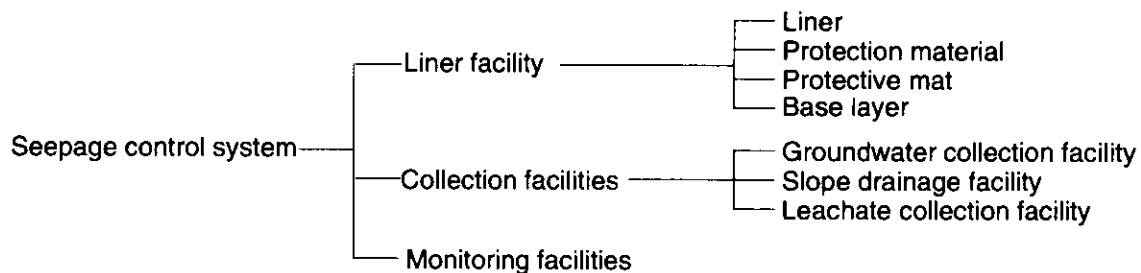 Seepage control system
Liner facility
Liner
Protection material
Protective mat
Base layer
Collection facilities
Groundwater collection facility
Slope drainage facility
Leachate collection facility
Monitoring facilities